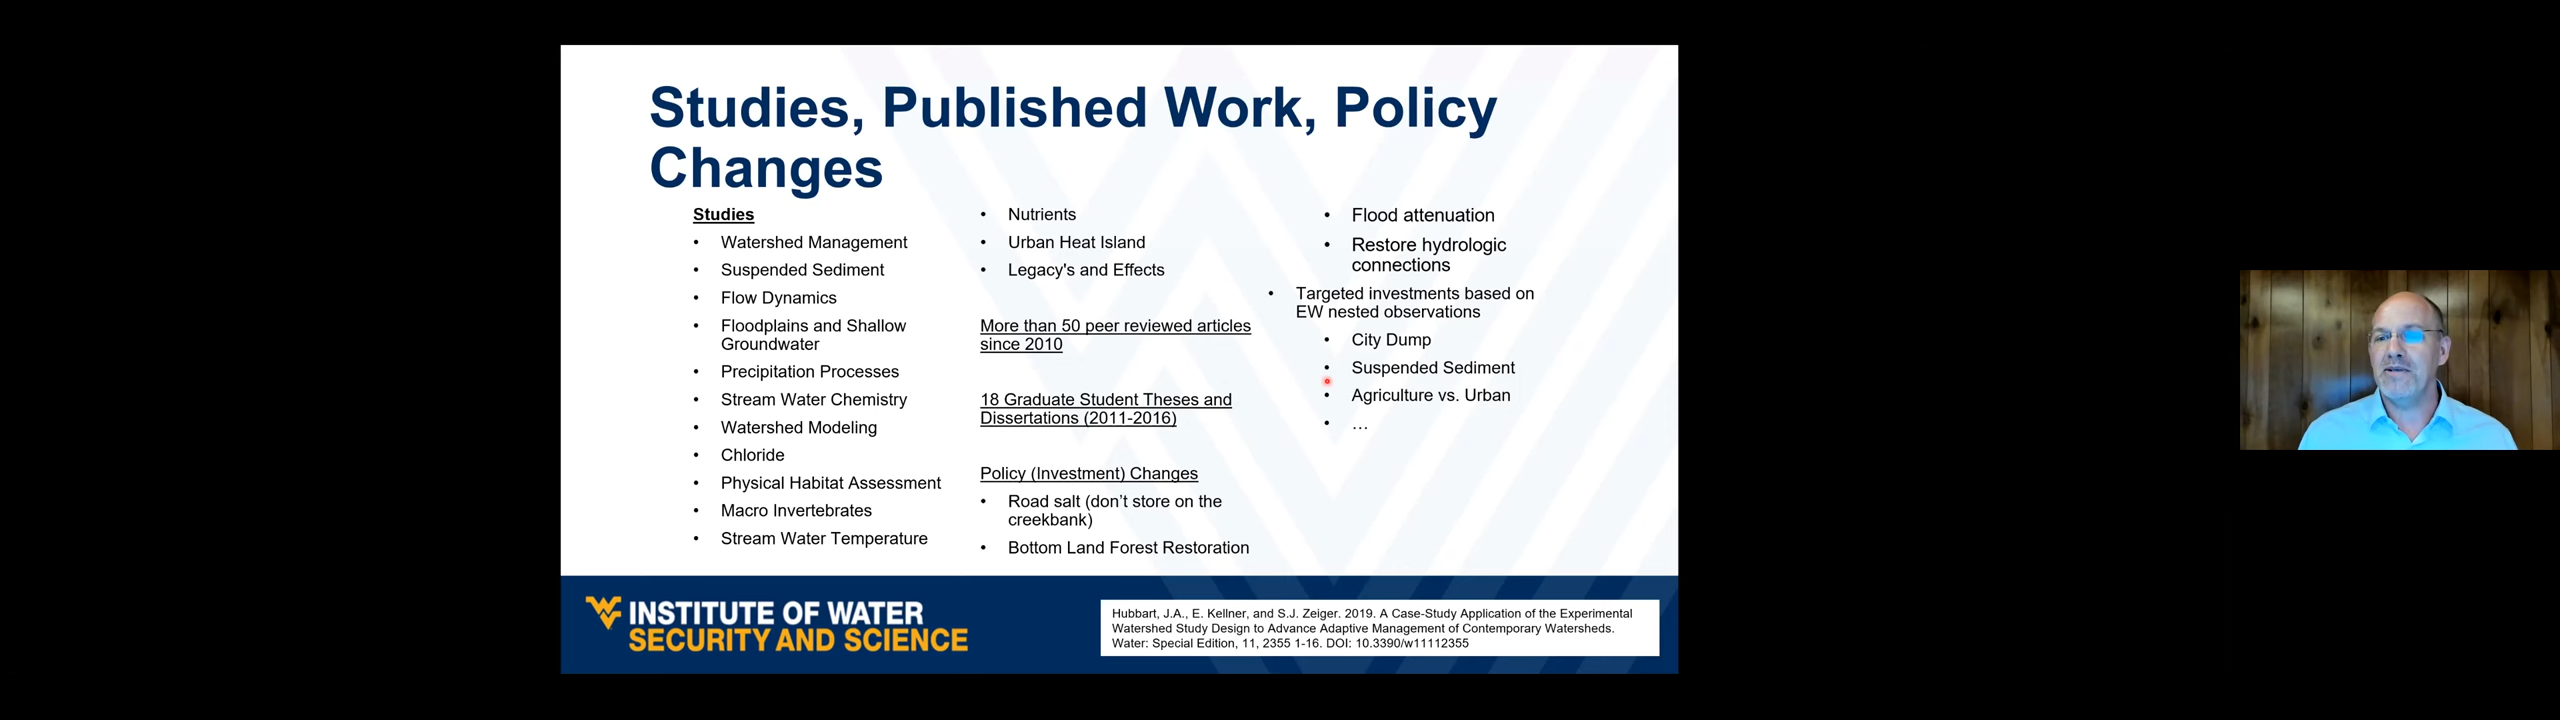 Studies, Published Work, Policy
Changes
Studies
• Watershed Management
• Suspended Sediment
• Flow Dynamics
• Floodplains and Shallow
Groundwater
• Precipitation Processes
• Stream Water Chemistry
• Watershed Modeling
• Chloride
• Physical Habitat Assessment
• Macro Invertebrates
• Stream Water Temperature
• Nutrients
• Urban Heat Island
• Legacy's and Effects
More than 50 peer reviewed articles
since 2010
18 Graduate Student Theses and
Dissertations (2011-2016)
Policy (Investment) Changes
• Road salt (don’t store on the
creekbank)
• Bottom Land Forest Restoration
• Flood attenuation
• Restore hydrologic
connections
• Targeted investments based on
EW nested observations
• City Dump
• Suspended Sediment
• Agriculture vs. Urban
• …
INSTITUTE OF WATER
SECURITY AND SCIENCE
Hubbart, J.A., E. Kellner, and S.J. Zeiger. 2019. A Case-Study Application of the Experimental
Watershed Study Design to Advance Adaptive Management of Contemporary Watersheds.
Water: Special Edition, 11, 2355 1-16. DOI: 10.3390/w11112355